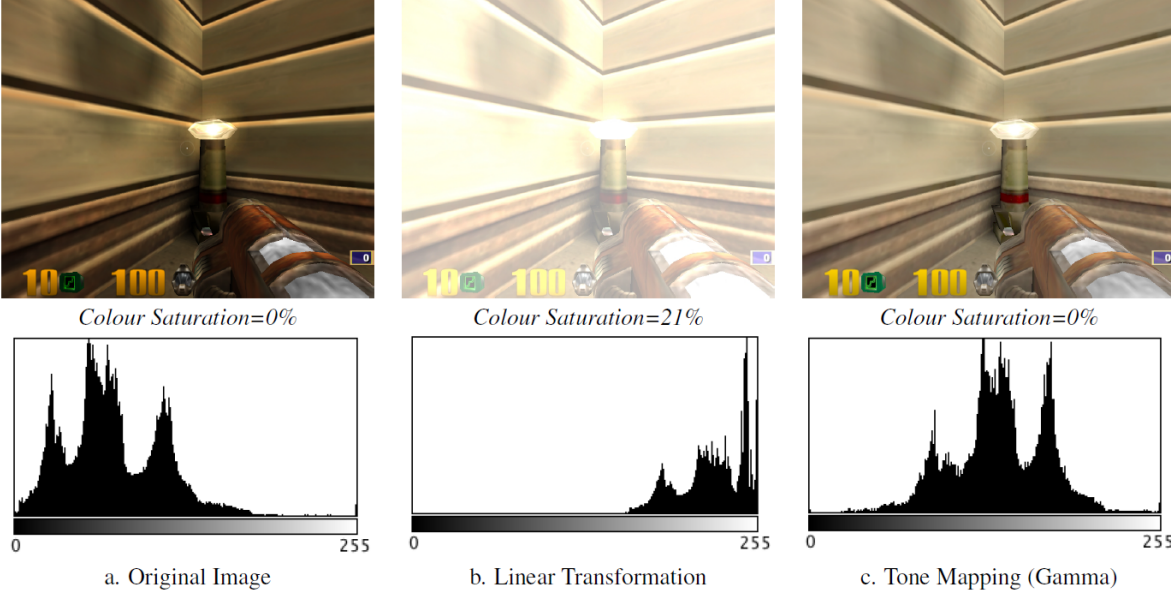 10 100 0
10 100 0
10 100 0
Colour Saturation=0%
Colour Saturation=21%
Colour Saturation=0%
0 255
0 255
0 255
a. Original Image
b. Linear Transformation
c. Tone Mapping (Gamma)